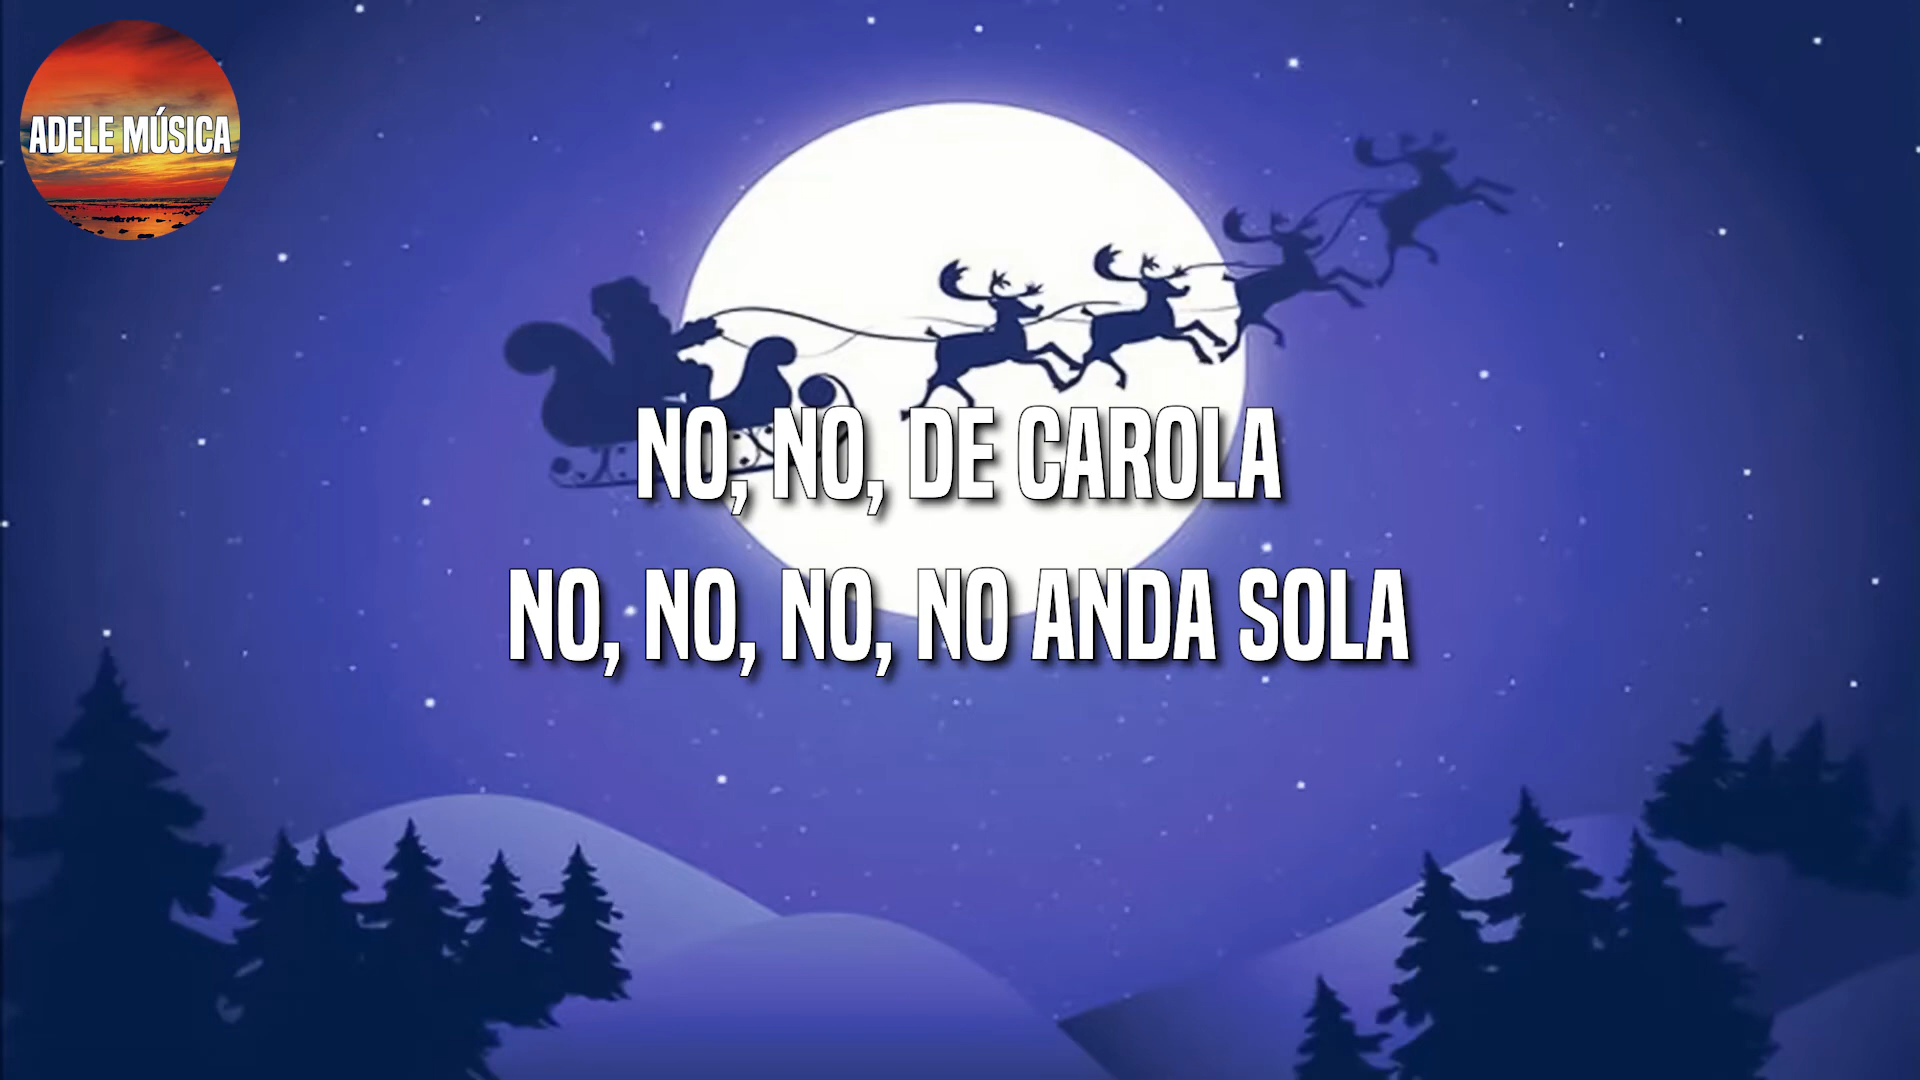 ADELE MÚSICA
NO, NO, DE CAROLA
NO, NO, NO, NO ANDA SOLA